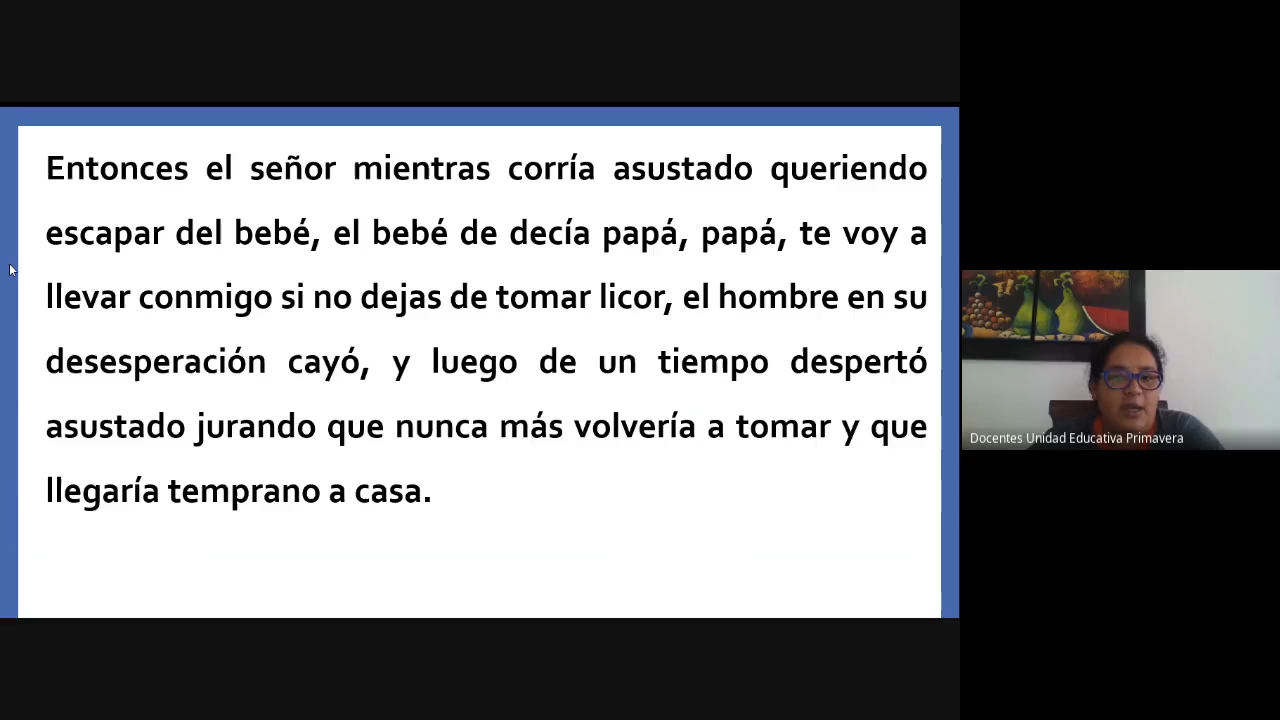 Entonces el señor mientras corría asustado queriendo
escapar del bebé, el bebé de decía papá, papá, te voy a
llevar conmigo si no dejas de tomar licor, el hombre en su
desesperación cayó, y luego de un tiempo despertó
asustado jurando que nunca más volvería a tomar y que
llegaría temprano a casa.
Docentes Unidad Educativa Primavera